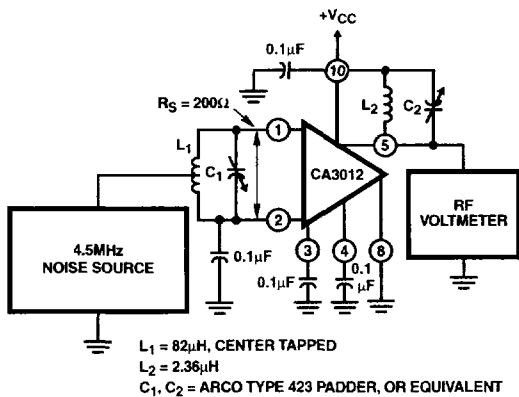 +VCC
0.1µF
10
L2
C2
RS = 200Ω
1
5
L1
C1
CA3012
2
RF
VOLTMETER
4.5MHz
NOISE SOURCE
0.1µF
3
4
8
0.1µF
0.1
µF
L1 = 82µH, CENTER TAPPED
L2 = 2.36µH
C1, C2 = ARCO TYPE 423 PADDER, OR EQUIVALENT